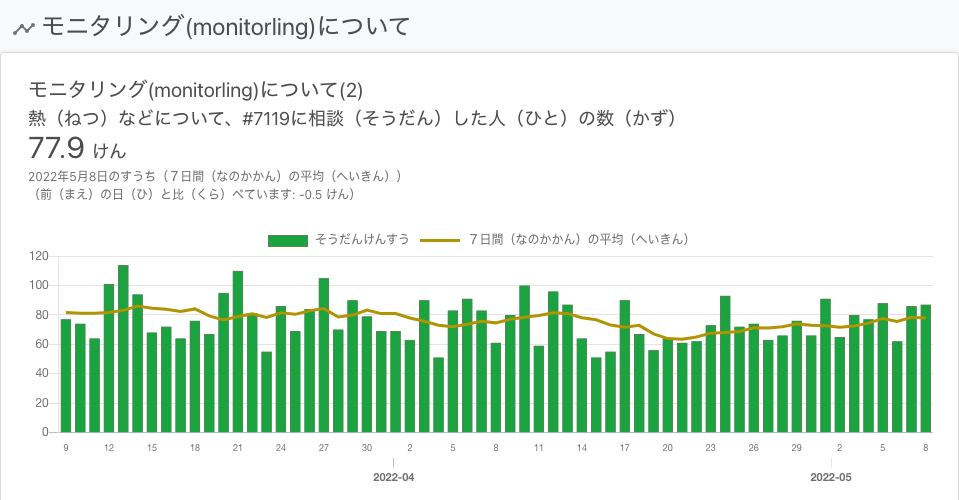 モニタリング(monitorling)について
モニタリング(monitorling)について(2)
熱（ねつ）などについて、#7119に相談（そうだん）した人（ひと）の数（かず）
77.9 けん
2022年5月8日のすうち（７日間（なのかかん）の平均（へいきん））
（前（まえ）の日（ひ）と比（くら）べています: -0.5 けん）
そうだんけんすう ７日間（なのかかん）の平均（へいきん）
120
100
80
60
40
20
0
9 12 15 18 21 24 27 30 2 5 8 11 14 17 20 23 26 29 2 5 8
2022-04 2022-05